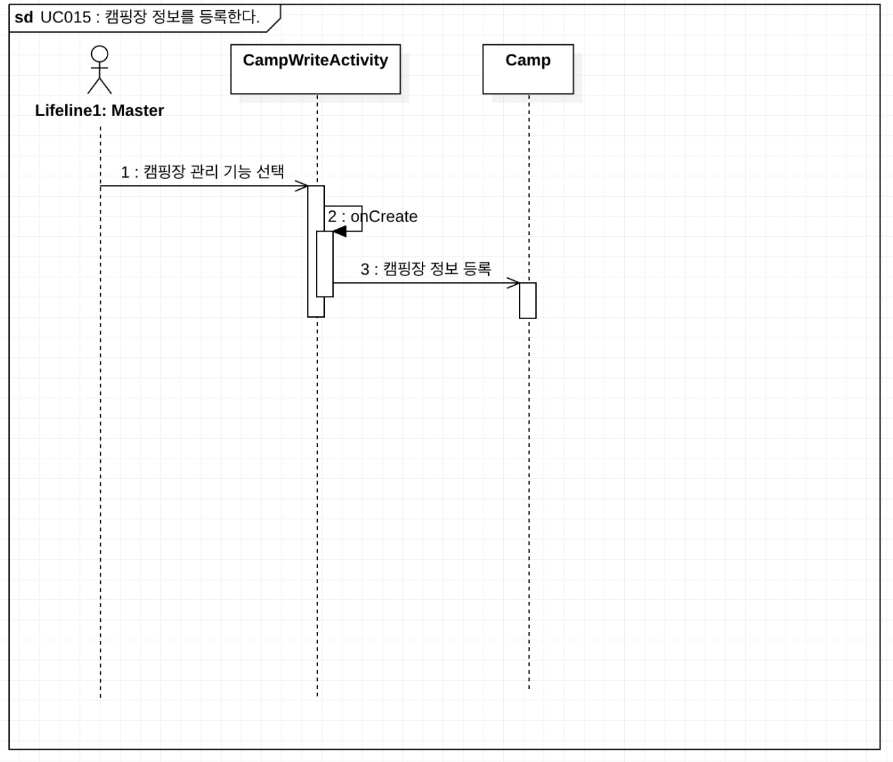 sd UC015 : 캠핑장 정보를 등록한다.
CampWriteActivity
Camp
Lifeline1: Master
1 : 캠핑장 관리 기능 선택
2 : onCreate
3 : 캠핑장 정보 등록